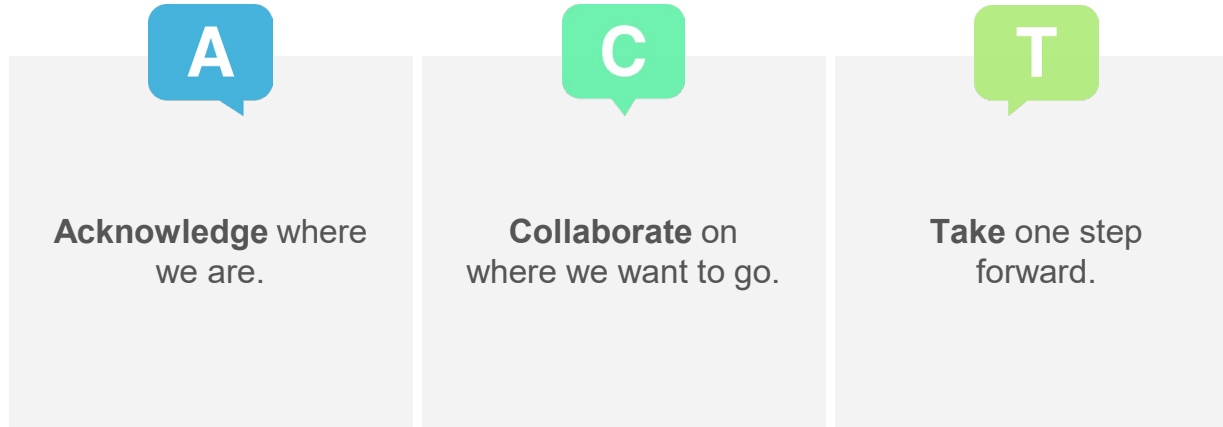 A
Acknowledge where
we are.
C
Collaborate on
where we want to go.
T
Take one step
forward.